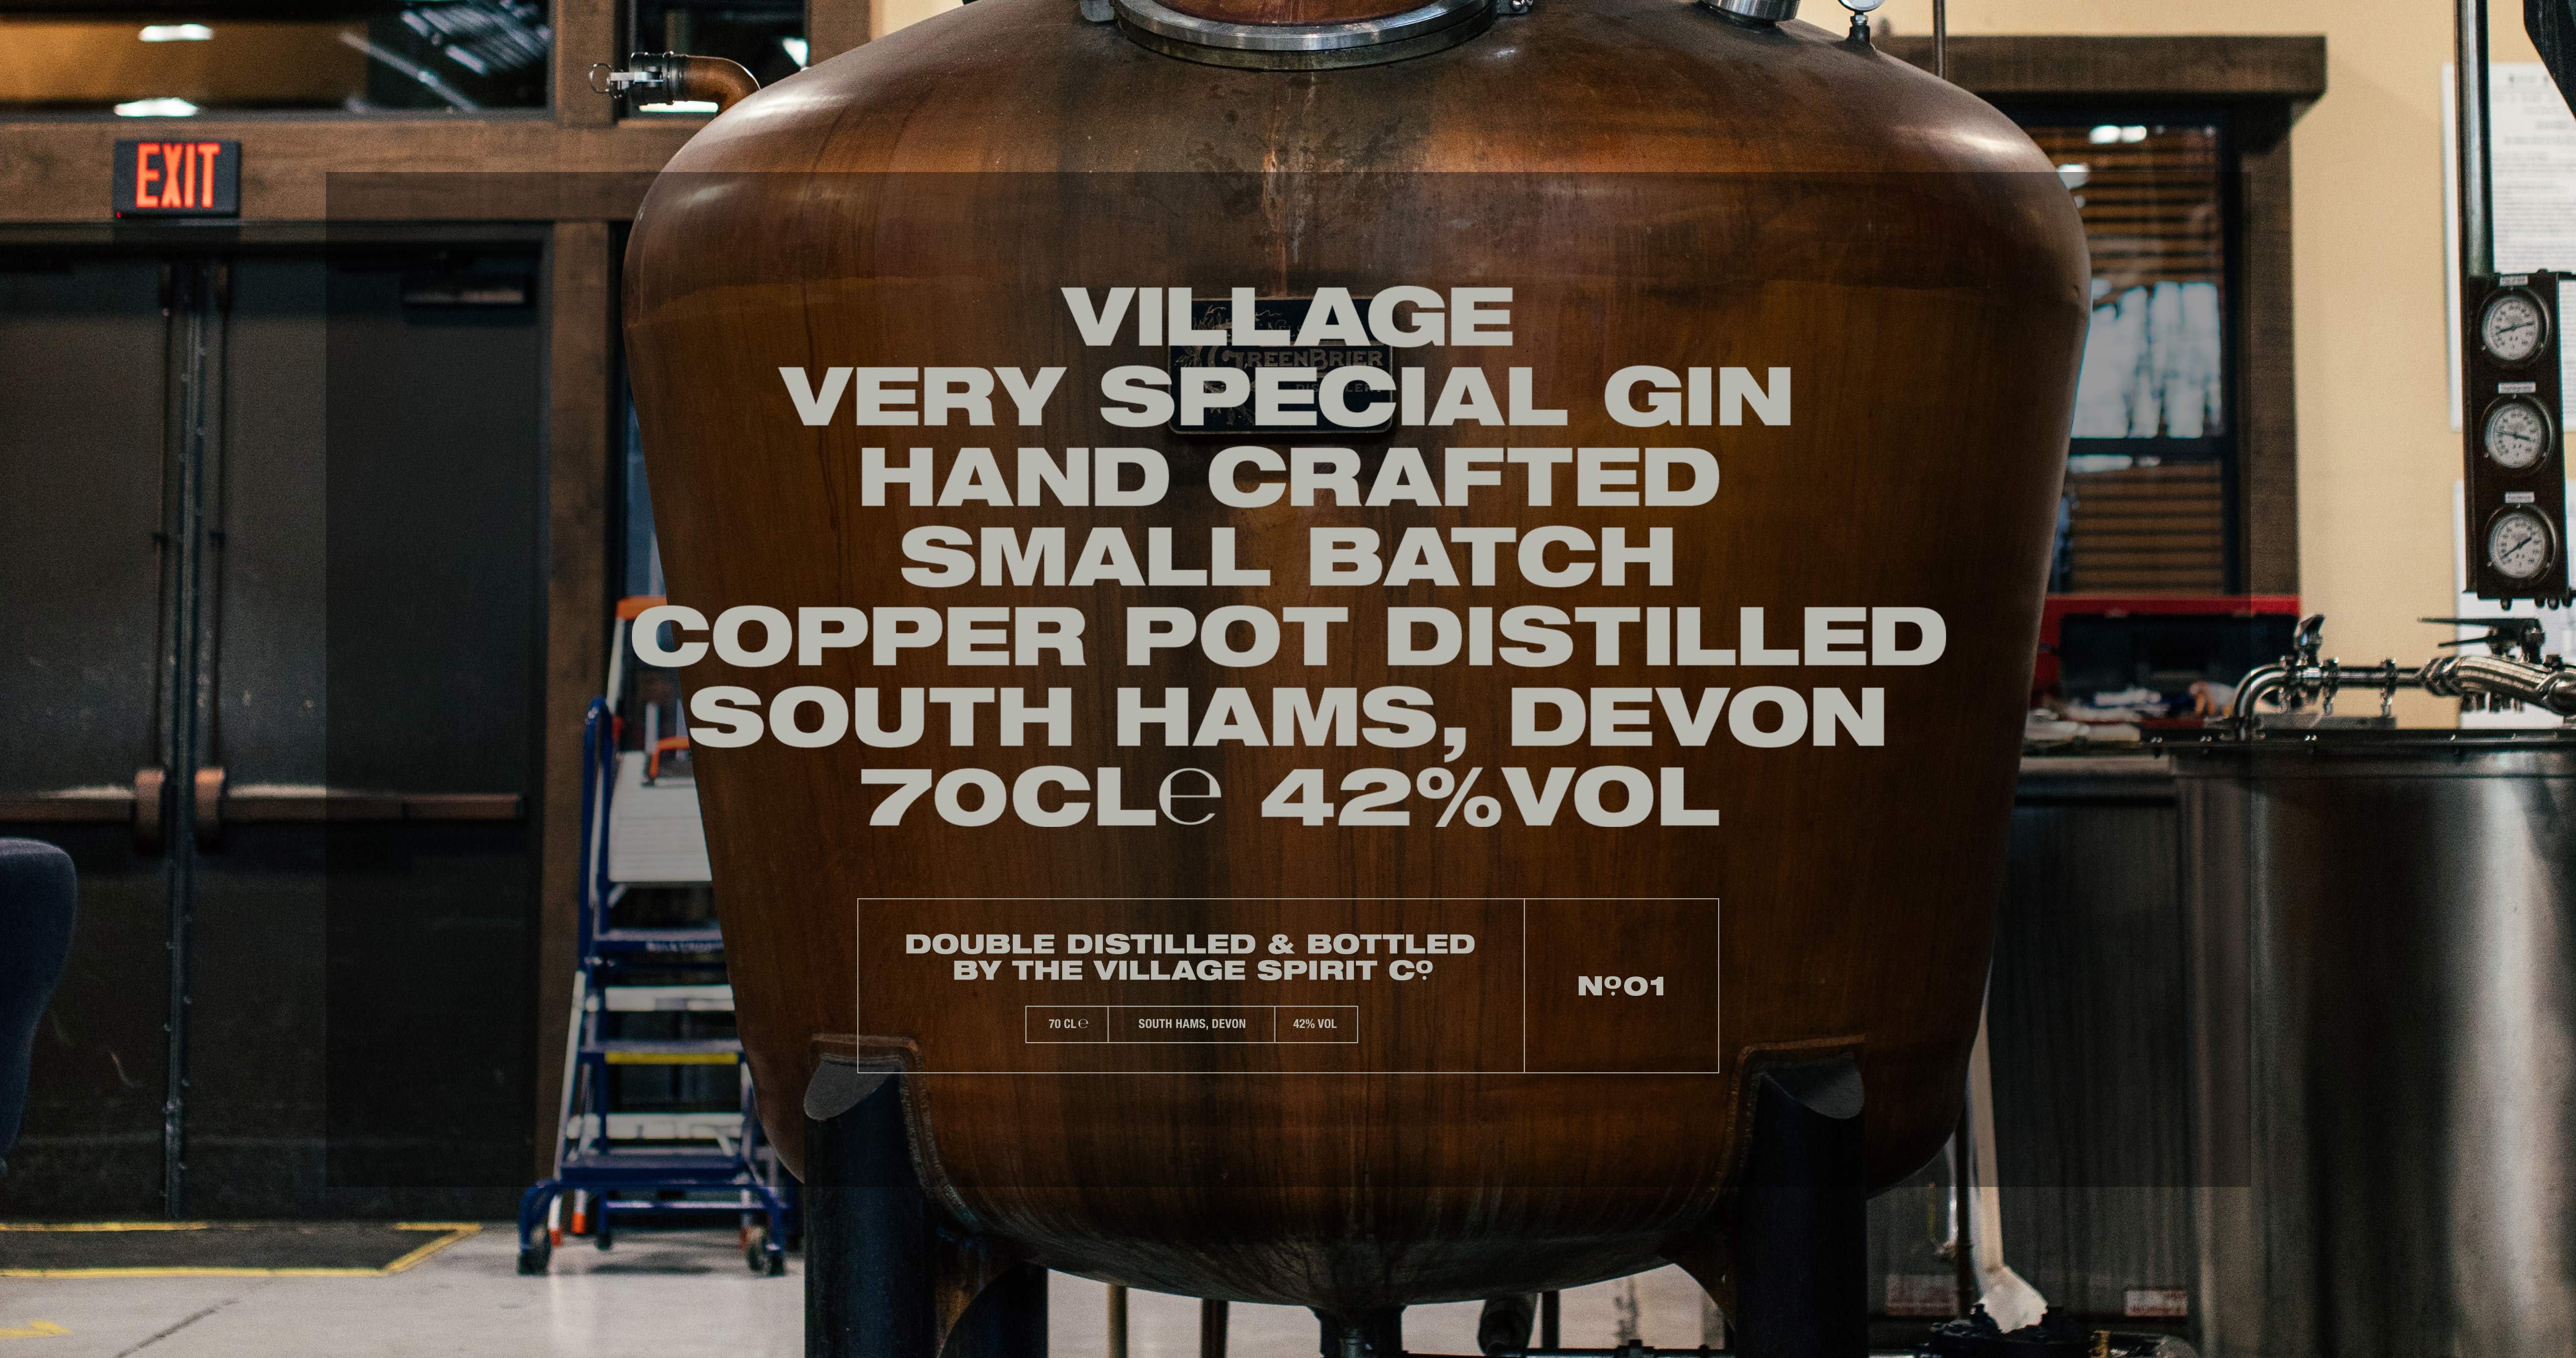 EXIT
VILLAGE
GREENBRIER
VERY SPECIAL GIN
HAND CRAFTED
SMALL BATCH
COPPER POT DISTILLED
SOUTH HAMS, DEVON
70CL℮ 42%VOL
DOUBLE DISTILLED & BOTTLED
BY THE VILLAGE SPIRIT Cº
Nº01
70 CL℮ SOUTH HAMS, DEVON 42% VOL